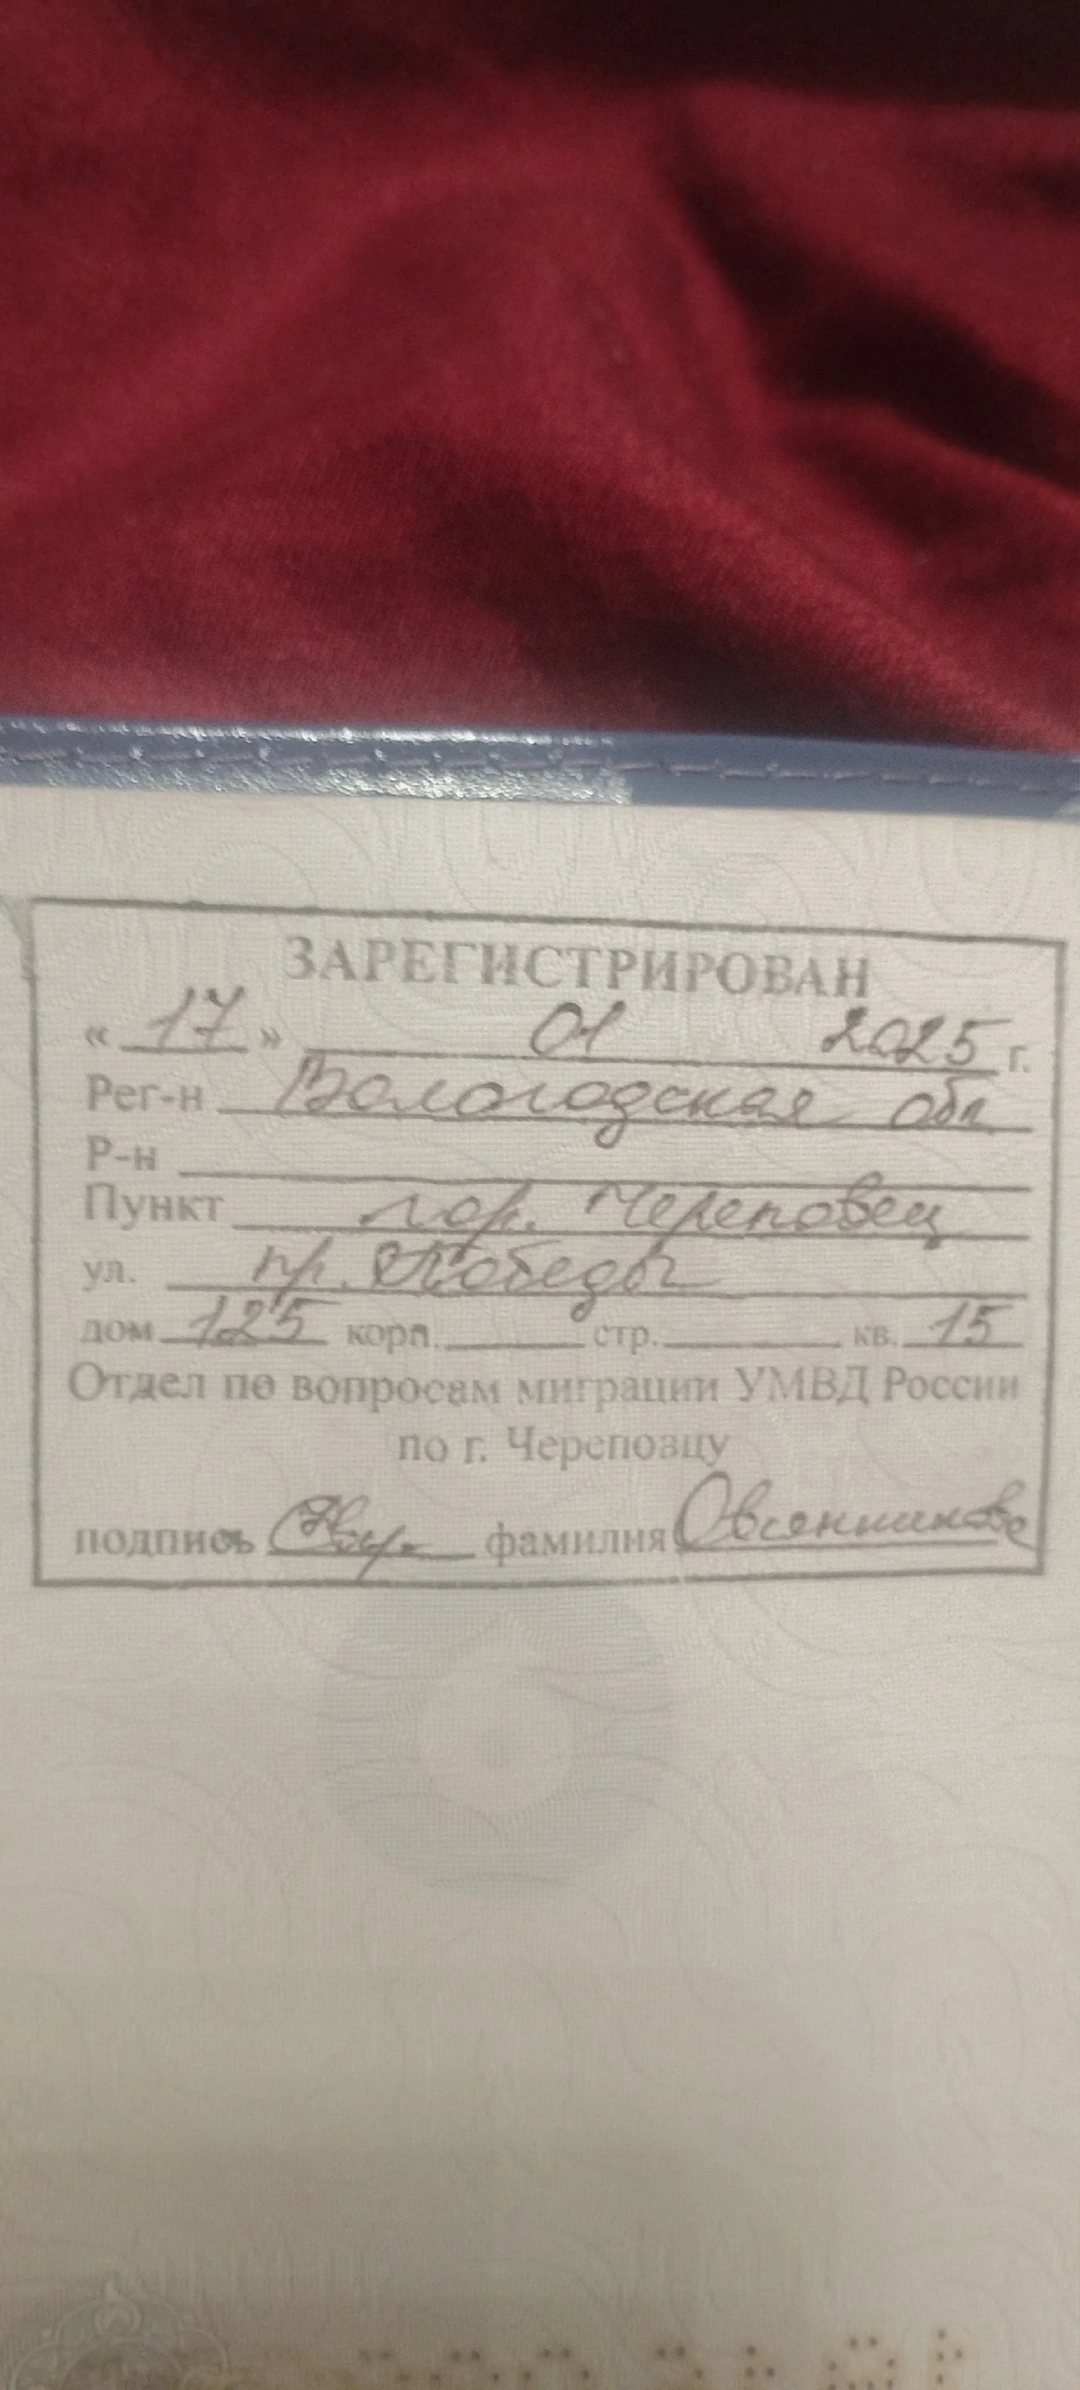 ЗАРЕГИСТРИРОВАН
« 17 » 01 2025 г.
Рег-н Вологодская обл
Р-н
Пункт гор. Череповец
ул. пр. Победы
дом 125 корп. стр. кв. 15
Отдел по вопросам миграции УМВД России
по г. Череповцу
подпись фамилия Овсянникова